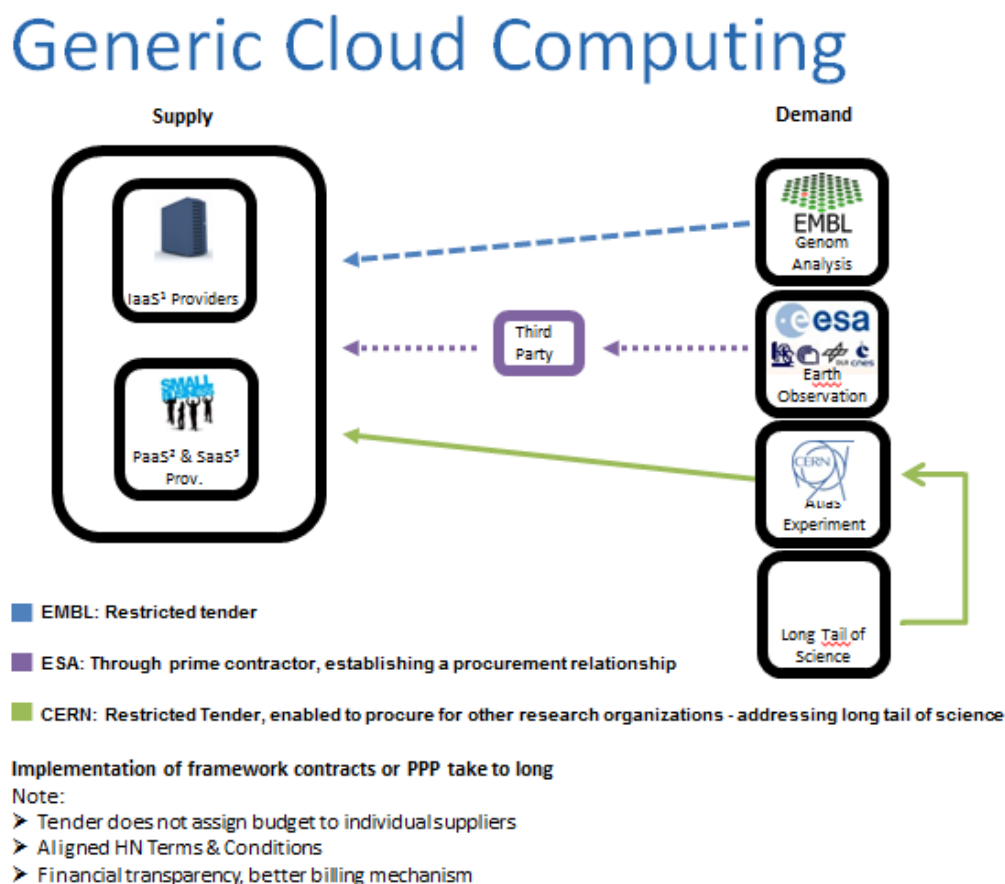 Generic Cloud Computing
Supply
Demand
IaaS¹ Providers
SMALL
BUSINESS
PaaS² & SaaS³
Prov.
Third
Party
EMBL
Genom
Analysis
esa
DLR
cnes
Earth
Observation
CERN
Atlas
Experiment
Long Tail of
Science
EMBL: Restricted tender
ESA: Through prime contractor, establishing a procurement relationship
CERN: Restricted Tender, enabled to procure for other research organizations - addressing long tail of science
Implementation of framework contracts or PPP take to long
Note:
➤ Tender does not assign budget to individual suppliers
➤ Aligned HN Terms & Conditions
➤ Financial transparency, better billing mechanism